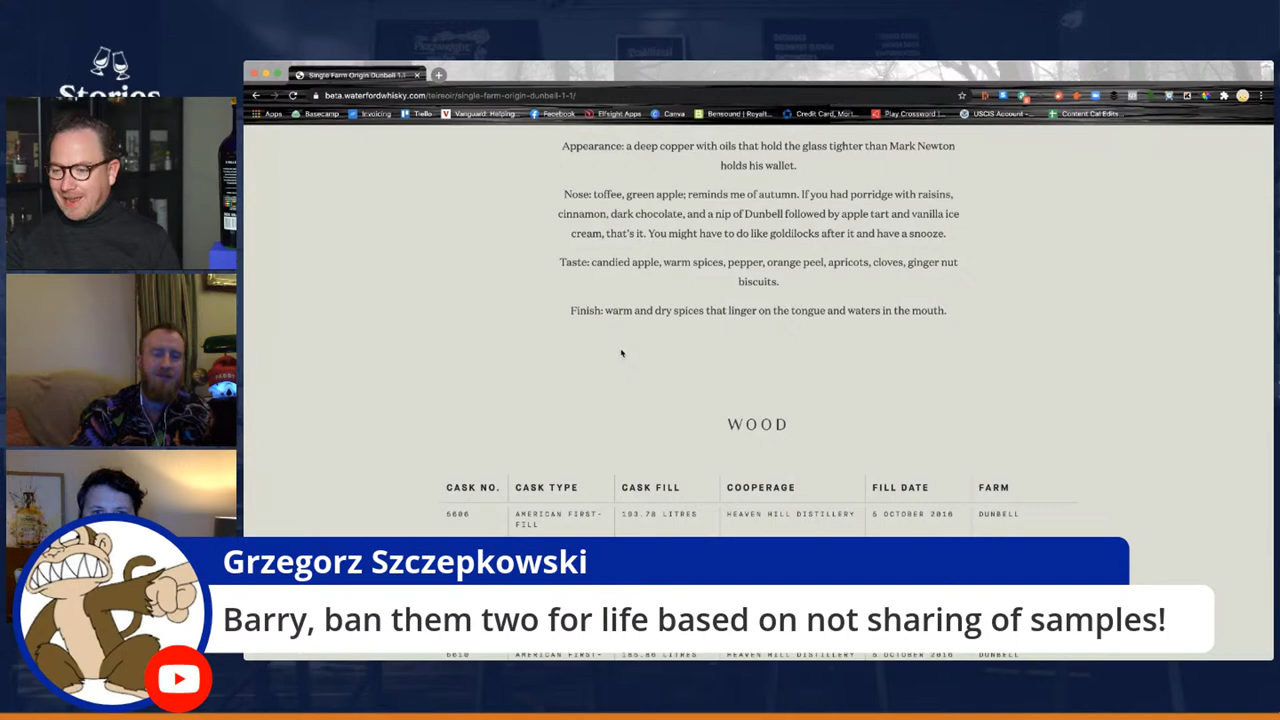 Stories
Single Farm Origin Dunbell 1.1
beta.waterfordwhisky.com/teireoir/single-farm-origin-dunbell-1-1/
Apps Basecamp Invoicing Trello Vanguard: Helping... Facebook Elfsight Apps Canva Bensound | Royalt... Credit Card, Mort... Play Crossword |... USCIS Account -... Content Cal Edits...
Appearance: a deep copper with oils that hold the glass tighter than Mark Newton
holds his wallet.
Nose: toffee, green apple; reminds me of autumn. If you had porridge with raisins,
cinnamon, dark chocolate, and a nip of Dunbell followed by apple tart and vanilla ice
cream, that's it. You might have to do like goldilocks after it and have a snooze.
Taste: candied apple, warm spices, pepper, orange peel, apricots, cloves, ginger nut
biscuits.
Finish: warm and dry spices that linger on the tongue and waters in the mouth.
WOOD
CASK NO. CASK TYPE CASK FILL COOPERAGE FILL DATE FARM
5606 AMERICAN FIRST- 193.78 LITRES HEAVEN HILL DISTILLERY 5 OCTOBER 2016 DUNBELL
FILL
Grzegorz Szczepkowski
Barry, ban them two for life based on not sharing of samples!
5610 AMERICAN FIRST- 185.86 LITRES HEAVEN HILL DISTILLERY 5 OCTOBER 2016 DUNBELL